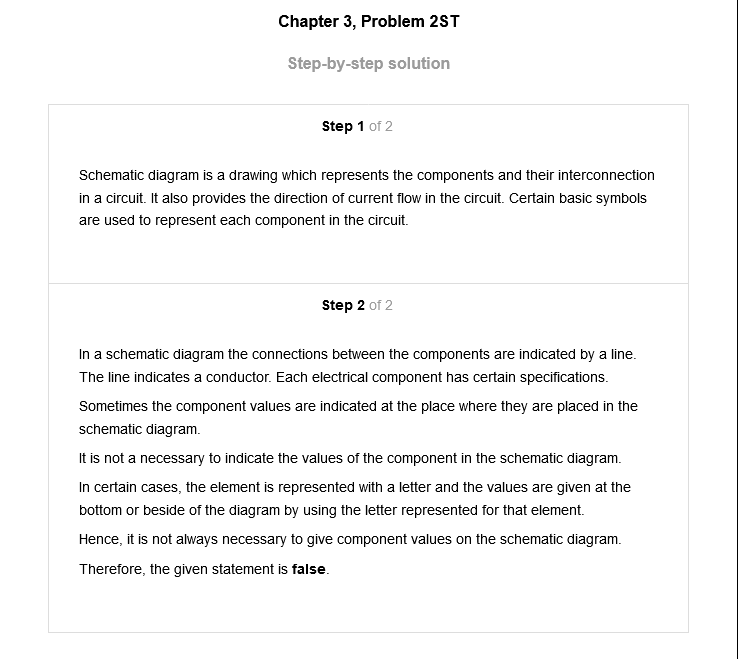 Chapter 3, Problem 2ST
Step-by-step solution
Step 1 of 2
Schematic diagram is a drawing which represents the components and their interconnection
in a circuit. It also provides the direction of current flow in the circuit. Certain basic symbols
are used to represent each component in the circuit.
Step 2 of 2
In a schematic diagram the connections between the components are indicated by a line.
The line indicates a conductor. Each electrical component has certain specifications.
Sometimes the component values are indicated at the place where they are placed in the
schematic diagram.
It is not a necessary to indicate the values of the component in the schematic diagram.
In certain cases, the element is represented with a letter and the values are given at the
bottom or beside of the diagram by using the letter represented for that element.
Hence, it is not always necessary to give component values on the schematic diagram.
Therefore, the given statement is false.